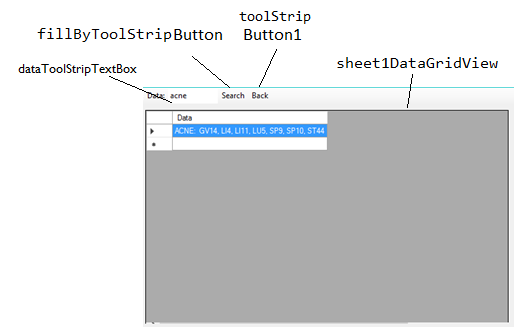 toolStrip
fillByToolStripButton Button1
dataToolStripTextBox
sheet1DataGridView
Data: acne Search Back
Data
ACNE: GV14, LI4, LI11, LU5, SP9, SP10, ST44